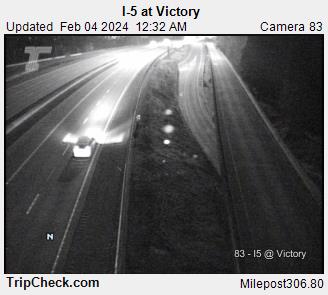 I-5 at Victory
Updated Feb 04 2024 12:32 AM Camera 83
T
N
83 - I5 @ Victory
TripCheck.com Milepost306.80